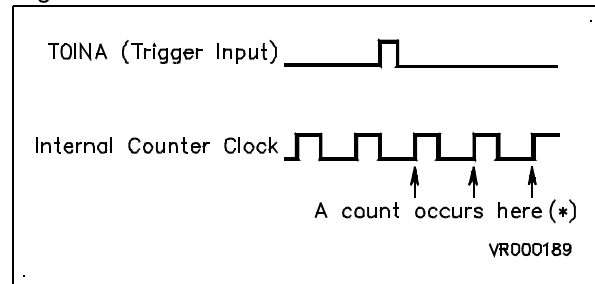 TOINA (Trigger Input)
Internal Counter Clock
A count occurs here (*)
VR000189